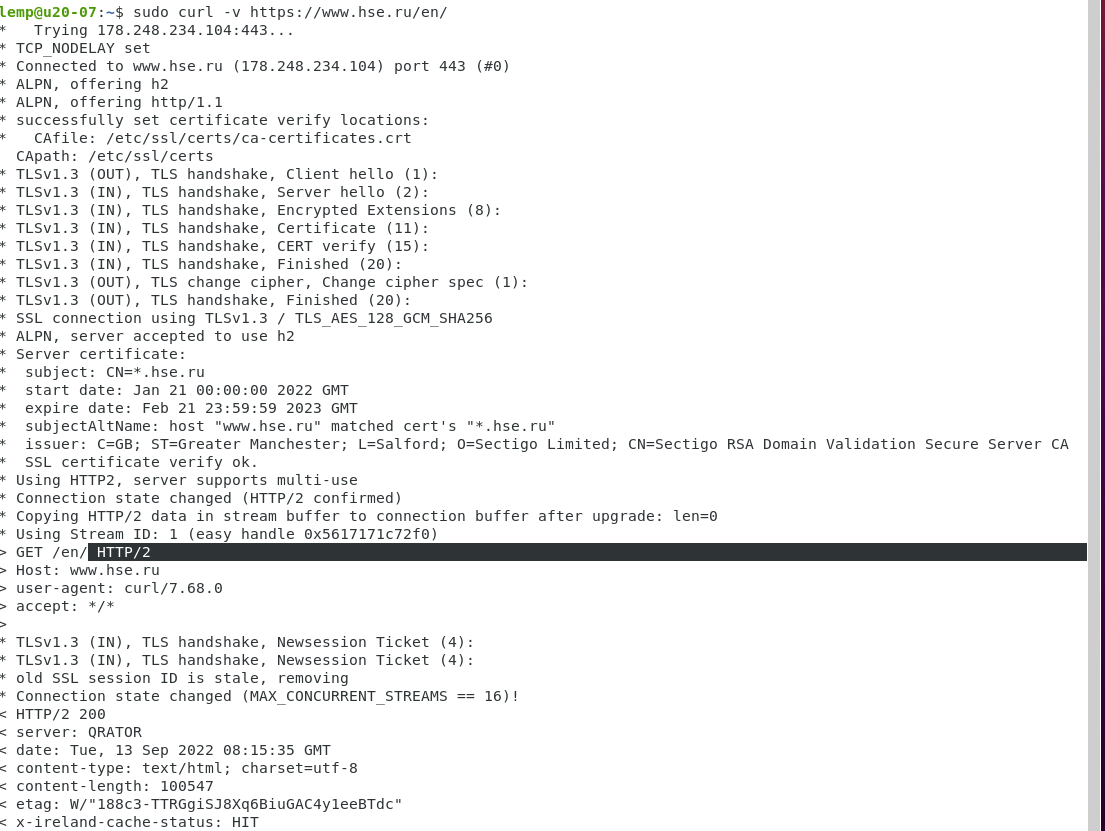 lemp@u20-07:~$ sudo curl -v https://www.hse.ru/en/
*   Trying 178.248.234.104:443...
* TCP_NODELAY set
* Connected to www.hse.ru (178.248.234.104) port 443 (#0)
* ALPN, offering h2
* ALPN, offering http/1.1
* successfully set certificate verify locations:
*   CAfile: /etc/ssl/certs/ca-certificates.crt
  CApath: /etc/ssl/certs
* TLSv1.3 (OUT), TLS handshake, Client hello (1):
* TLSv1.3 (IN), TLS handshake, Server hello (2):
* TLSv1.3 (IN), TLS handshake, Encrypted Extensions (8):
* TLSv1.3 (IN), TLS handshake, Certificate (11):
* TLSv1.3 (IN), TLS handshake, CERT verify (15):
* TLSv1.3 (IN), TLS handshake, Finished (20):
* TLSv1.3 (OUT), TLS change cipher, Change cipher spec (1):
* TLSv1.3 (OUT), TLS handshake, Finished (20):
* SSL connection using TLSv1.3 / TLS_AES_128_GCM_SHA256
* ALPN, server accepted to use h2
* Server certificate:
*  subject: CN=*.hse.ru
*  start date: Jan 21 00:00:00 2022 GMT
*  expire date: Feb 21 23:59:59 2023 GMT
*  subjectAltName: host "www.hse.ru" matched cert's "*.hse.ru"
*  issuer: C=GB; ST=Greater Manchester; L=Salford; O=Sectigo Limited; CN=Sectigo RSA Domain Validation Secure Server CA
*  SSL certificate verify ok.
* Using HTTP2, server supports multi-use
* Connection state changed (HTTP/2 confirmed)
* Copying HTTP/2 data in stream buffer to connection buffer after upgrade: len=0
* Using Stream ID: 1 (easy handle 0x5617171c72f0)
> GET /en/ HTTP/2
> Host: www.hse.ru
> user-agent: curl/7.68.0
> accept: */*
>
* TLSv1.3 (IN), TLS handshake, Newsession Ticket (4):
* TLSv1.3 (IN), TLS handshake, Newsession Ticket (4):
* old SSL session ID is stale, removing
* Connection state changed (MAX_CONCURRENT_STREAMS == 16)!
< HTTP/2 200
< server: QRATOR
< date: Tue, 13 Sep 2022 08:15:35 GMT
< content-type: text/html; charset=utf-8
< content-length: 100547
< etag: W/"188c3-TTRGgiSJ8Xq6BiuGAC4y1eeBTdc"
< x-ireland-cache-status: HIT